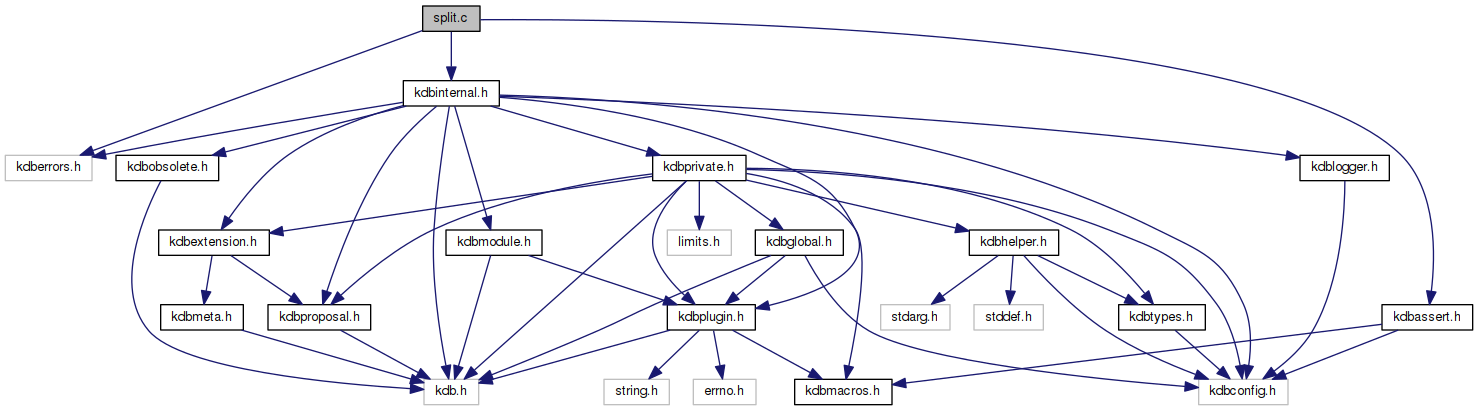 split.c
kdbinternal.h
kdberrors.h
kdbobsolete.h
kdbprivate.h
kdblogger.h
kdbextension.h
kdbmodule.h
limits.h
kdbglobal.h
kdbhelper.h
kdbmeta.h
kdbproposal.h
kdbplugin.h
stdarg.h
stddef.h
kdbtypes.h
kdbassert.h
kdb.h
string.h
errno.h
kdbmacros.h
kdbconfig.h